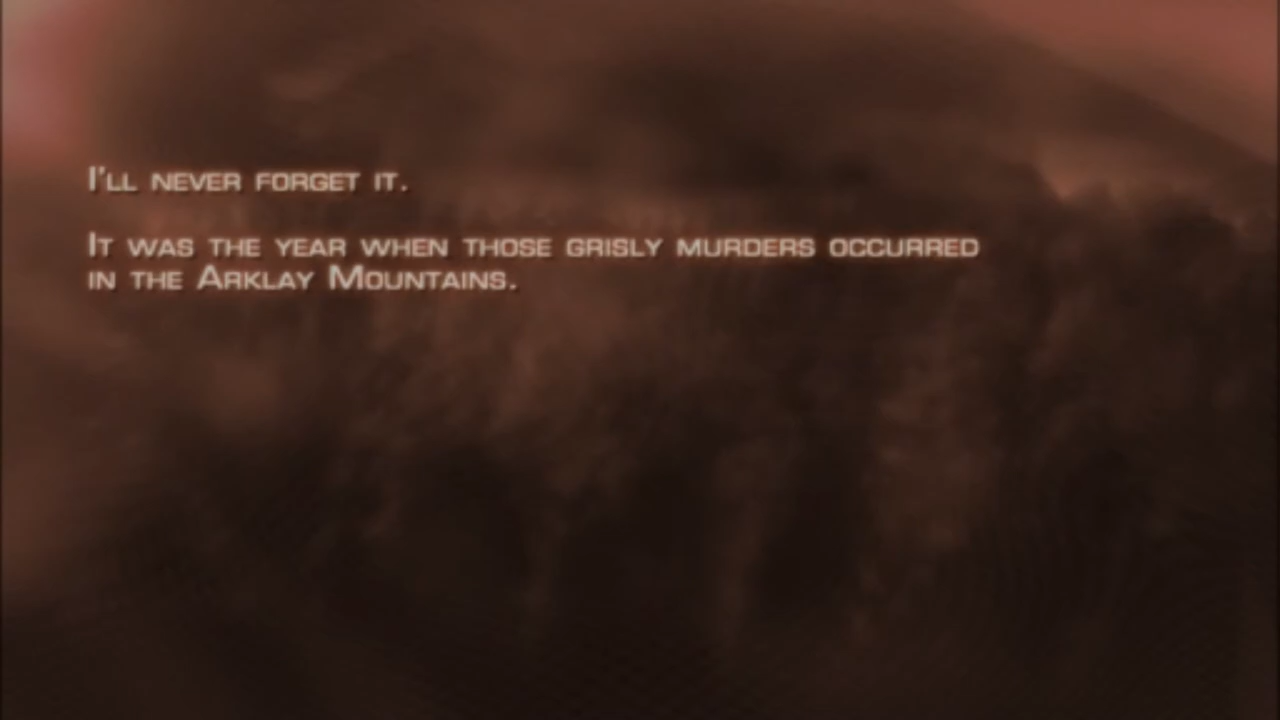 I'll never forget it.
It was the year when those grisly murders occurred
in the Arklay Mountains.